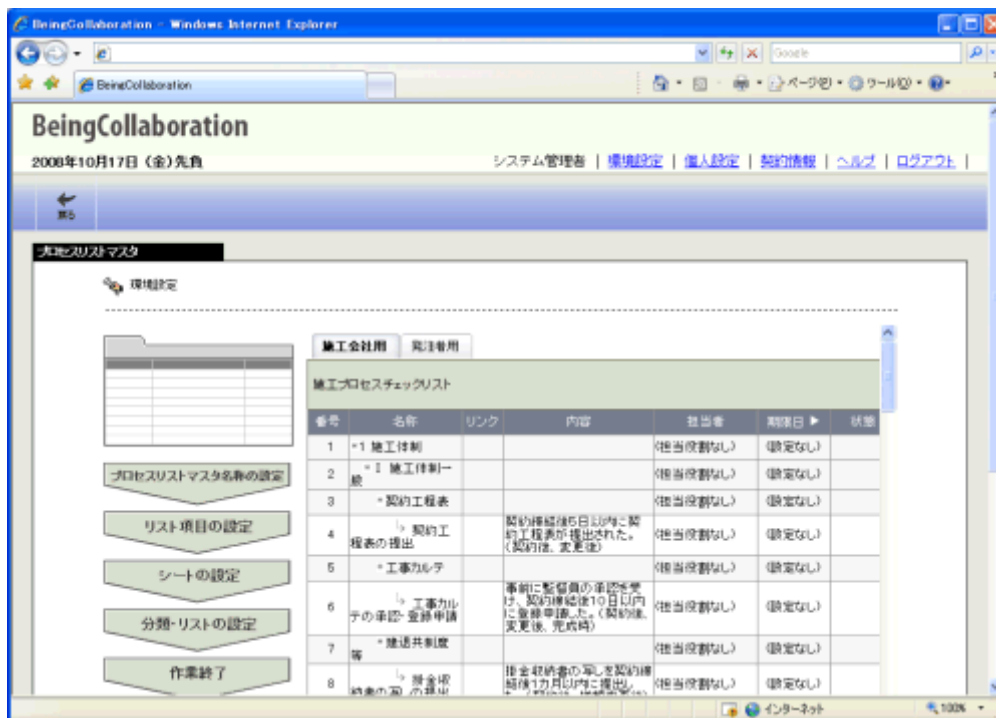 BeingCollaboration - Windows Internet Explorer
Google
BeingCollaboration
ページ(P)
ツール(O)
BeingCollaboration
2008年10月17日（金）先負
システム管理者 | 環境設定 | 個人設定 | 契約情報 | ヘルプ | ログアウト |
戻る
プロセスリストマスタ
環境設定
施工会社用 発注者用
施工プロセスチェックリスト
番号 名称 リンク 内容 担当者 期限日 ▶ 状態
1 1 施工体制 (担当役割なし) (設定なし)
2 I 施工体制一般 (担当役割なし) (設定なし)
3 契約工程表 (担当役割なし) (設定なし)
4 契約工程表の提出 契約締結後5日以内に契約工程表が提出された。（契約後、変更後） (担当役割なし) (設定なし)
5 工事カルテ (担当役割なし) (設定なし)
6 工事カルテの承認・登録申請 事前に監督員の承認を受け、契約締結後10日以内に登録申請した。（契約後、変更後、完成時） (担当役割なし) (設定なし)
7 建退共制度等 (担当役割なし) (設定なし)
8 掛金収納書の写しの提出 掛金収納書の写しを契約締結後1カ月以内に提出し (担当役割なし) (設定なし)
プロセスリストマスタ名称の設定
リスト項目の設定
シートの設定
分類・リストの設定
作業終了
インターネット
100%